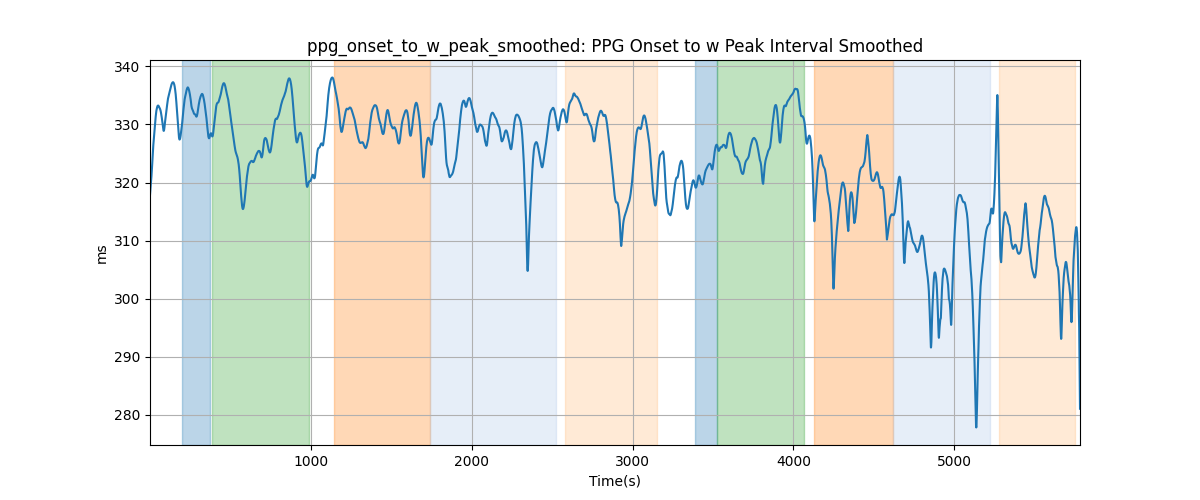 ppg_onset_to_w_peak_smoothed: PPG Onset to w Peak Interval Smoothed
340
330
320
310
300
290
280
ms
1000 2000 3000 4000 5000
Time(s)